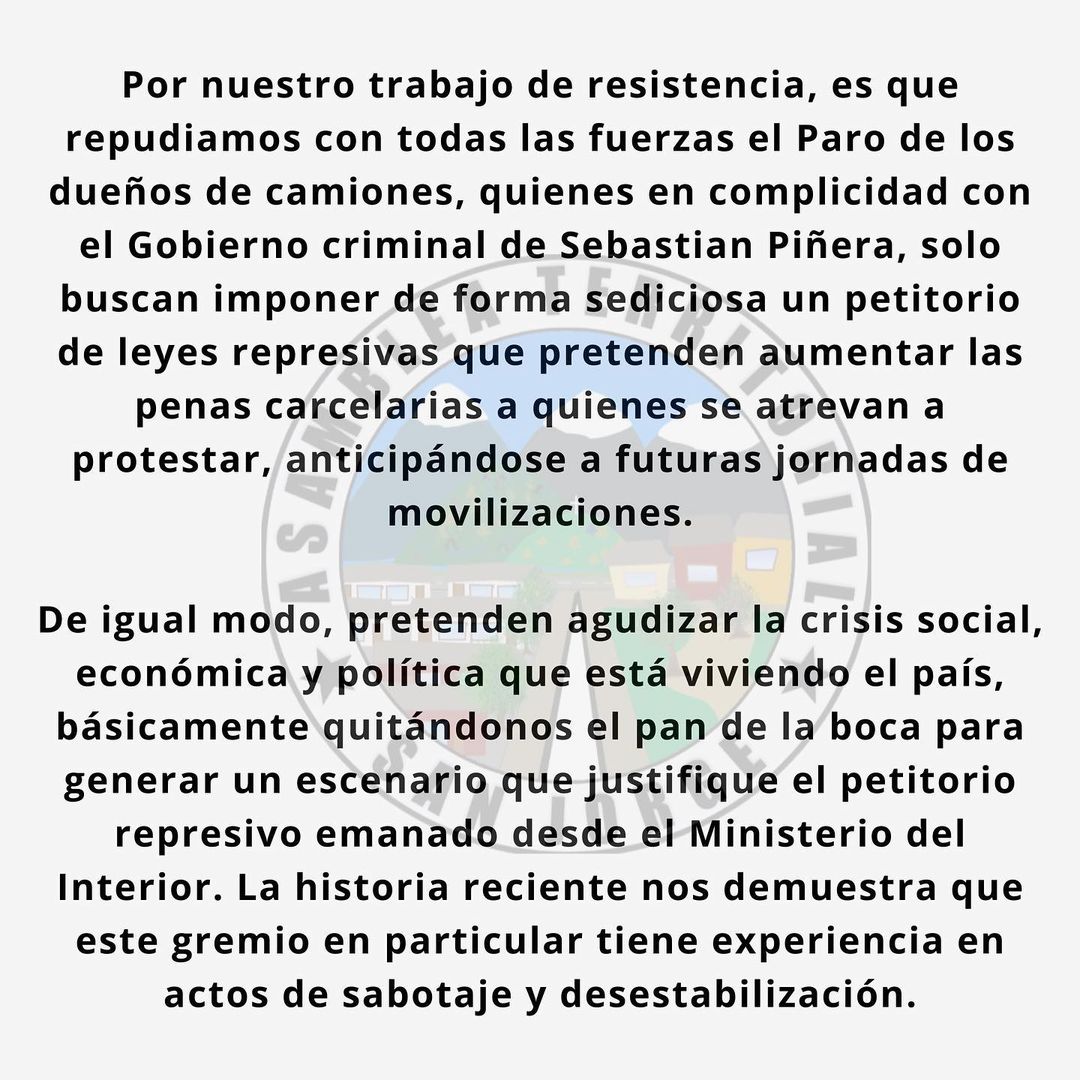 Por nuestro trabajo de resistencia, es que
repudiamos con todas las fuerzas el Paro de los
dueños de camiones, quienes en complicidad con
el Gobierno criminal de Sebastian Piñera, solo
buscan imponer de forma sediciosa un petitorio
de leyes represivas que pretenden aumentar las
penas carcelarias a quienes se atrevan a
protestar, anticipándose a futuras jornadas de
movilizaciones.
De igual modo, pretenden agudizar la crisis social,
económica y política que está viviendo el país,
básicamente quitándonos el pan de la boca para
generar un escenario que justifique el petitorio
represivo emanado desde el Ministerio del
Interior. La historia reciente nos demuestra que
este gremio en particular tiene experiencia en
actos de sabotaje y desestabilización.
ASAMBLEA TERRITORIAL
SAN JORGE